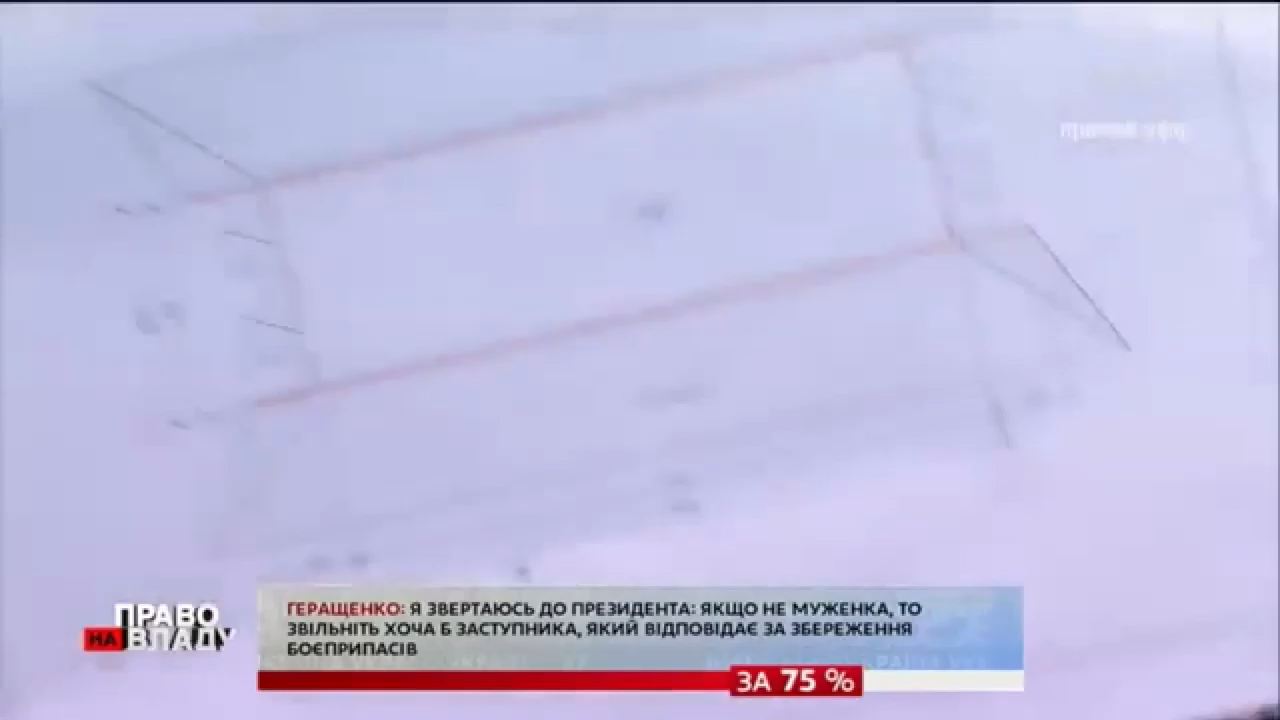 ПРАВО
НА ВЛАДУ
ГЕРАЩЕНКО: Я ЗВЕРТАЮСЬ ДО ПРЕЗИДЕНТА: ЯКЩО НЕ МУЖЕНКА, ТО
ЗВІЛЬНІТЬ ХОЧА Б ЗАСТУПНИКА, ЯКИЙ ВІДПОВІДАЄ ЗА ЗБЕРЕЖЕННЯ
БОЄПРИПАСІВ
ЗА 75 %